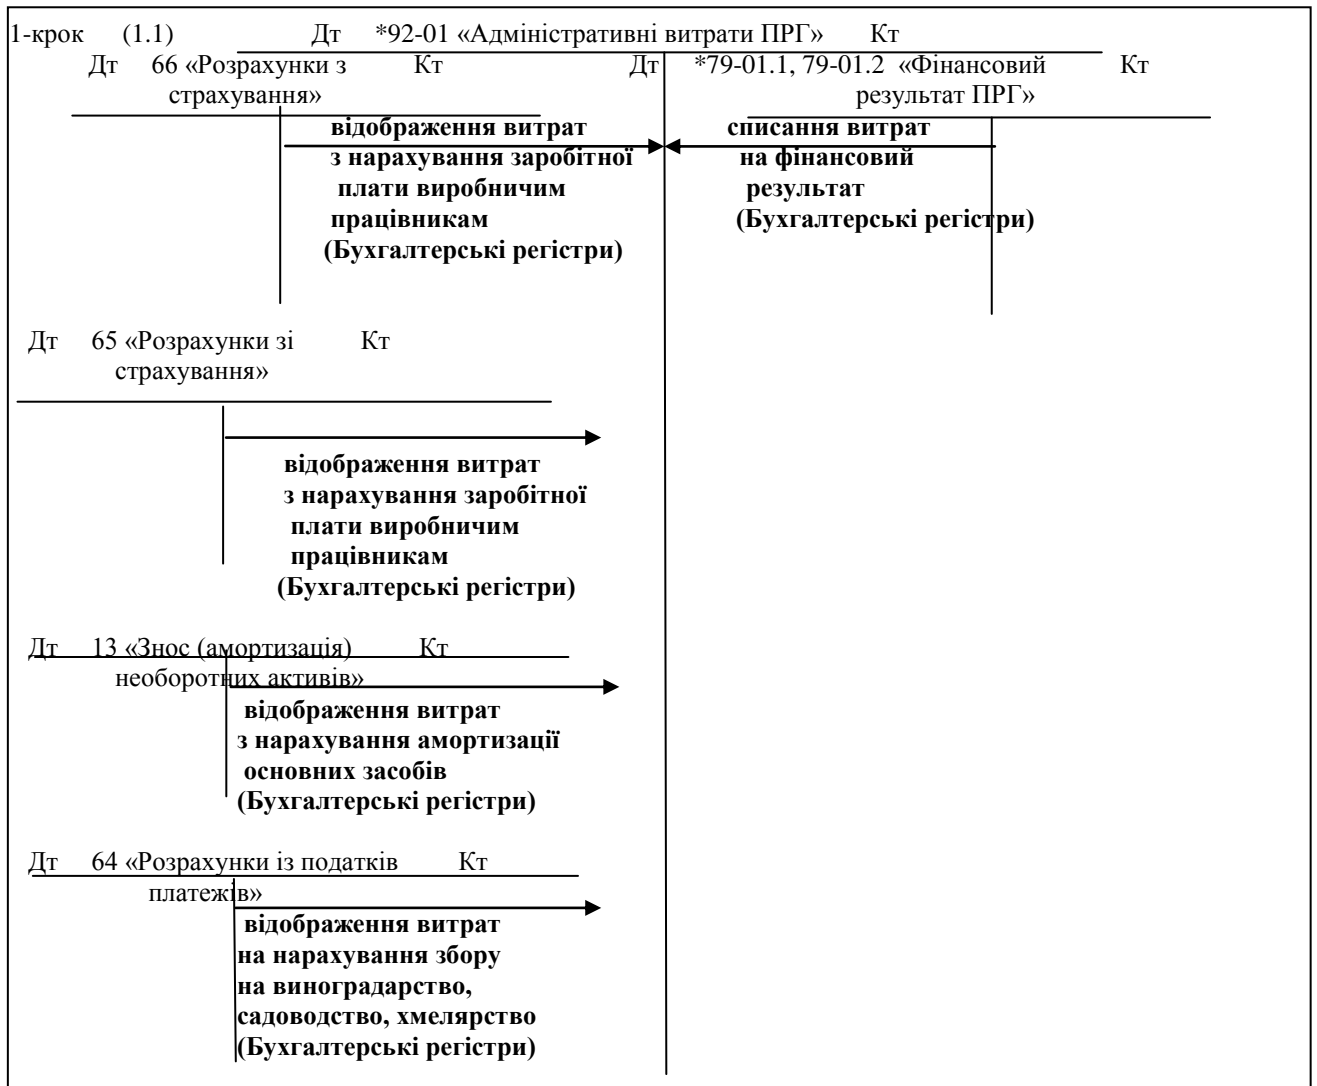 1-крок (1.1) Дт *92-01 «Адміністративні витрати ПРГ» Кт
Дт 66 «Розрахунки з Кт Дт *79-01.1, 79-01.2 «Фінансовий Кт
страхування» результат ПРГ»
відображення витрат списання витрат
з нарахування заробітної на фінансовий
плати виробничим результат
працівникам (Бухгалтерські регістри)
(Бухгалтерські регістри)
Дт 65 «Розрахунки зі Кт
страхування»
відображення витрат
з нарахування заробітної
плати виробничим
працівникам
(Бухгалтерські регістри)
Дт 13 «Знос (амортизація) Кт
необоротних активів»
відображення витрат
з нарахування амортизації
основних засобів
(Бухгалтерські регістри)
Дт 64 «Розрахунки із податків Кт
платежів»
відображення витрат
на нарахування збору
на виноградарство,
садоводство, хмелярство
(Бухгалтерські регістри)